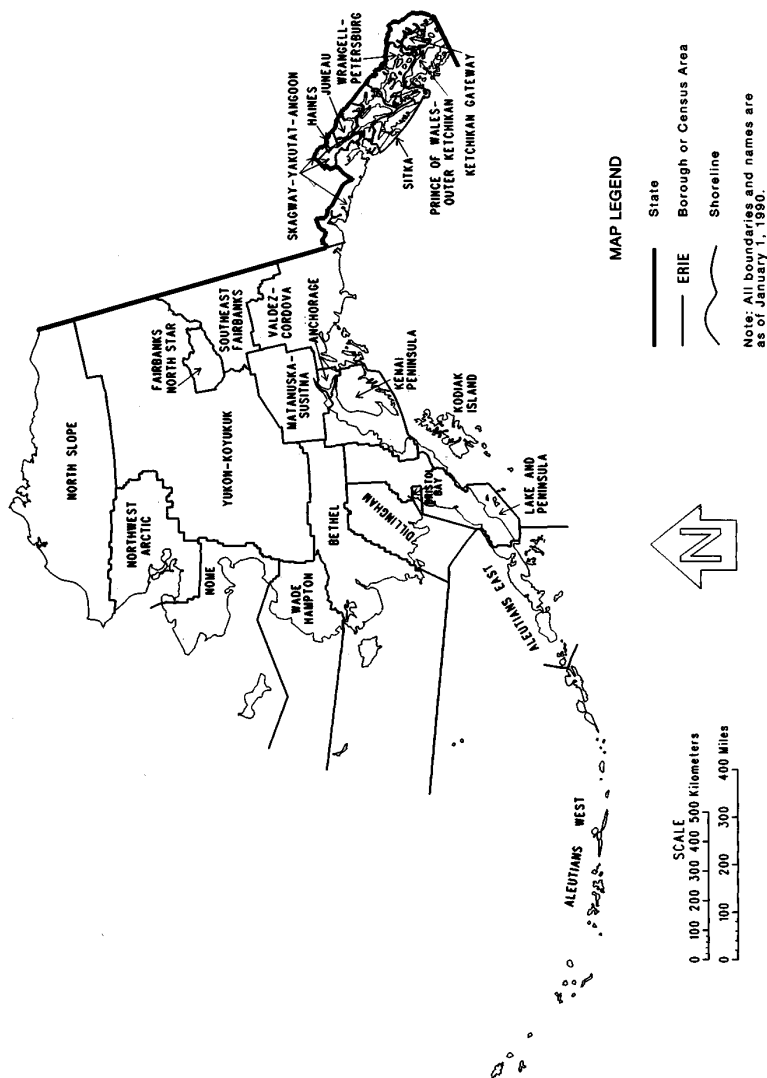 NORTH SLOPE
NORTHWEST
ARCTIC
NOME
YUKON-KOYUKUK
FAIRBANKS
NORTH STAR
SOUTHEAST
FAIRBANKS
WADE
HAMPTON
BETHEL
MATANUSKA-
SUSITNA
VALDEZ-
CORDOVA
ANCHORAGE
DILLINGHAM
BRISTOL
BAY
KENAI
PENINSULA
KODIAK
ISLAND
LAKE AND
PENINSULA
ALEUTIANS EAST
ALEUTIANS
WEST
SKAGWAY-YAKUTAT-ANGOON
HAINES
JUNEAU
WRANGELL-
PETERSBURG
SITKA
PRINCE OF WALES-
OUTER KETCHIKAN
KETCHIKAN GATEWAY
N
SCALE
0 100 200 300 400 500 Kilometers
0 100 200 300 400 Miles
MAP LEGEND
State
ERIE Borough or Census Area
Shoreline
Note: All boundaries and names are
as of January 1, 1990.